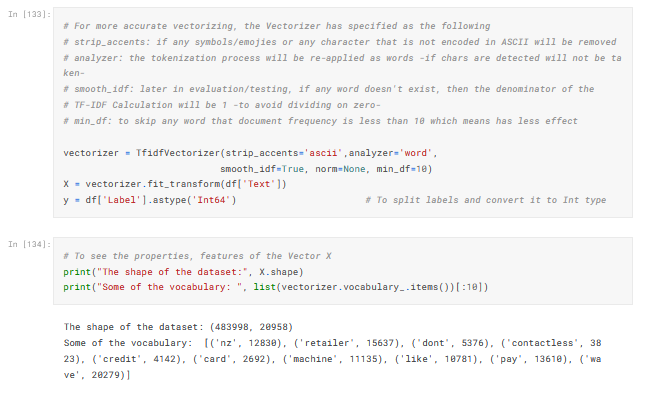 In [133]:
# For more accurate vectorizing, the Vectorizer has specified as the following
# strip_accents: if any symbols/emojies or any character that is not encoded in ASCII will be removed
# analyzer: the tokenization process will be re-applied as words -if chars are detected will not be ta
ken-
# smooth_idf: later in evaluation/testing, if any word doesn't exist, then the denominator of the
# TF-IDF Calculation will be 1 -to avoid dividing on zero-
# min_df: to skip any word that document frequency is less than 10 which means has less effect
vectorizer = TfidfVectorizer(strip_accents='ascii',analyzer='word',
smooth_idf=True, norm=None, min_df=10)
X = vectorizer.fit_transform(df['Text'])
y = df['Label'].astype('Int64') # To split labels and convert it to Int type
In [134]:
# To see the properties, features of the Vector X
print("The shape of the dataset:", X.shape)
print("Some of the vocabulary: ", list(vectorizer.vocabulary_.items())[:10])
The shape of the dataset: (483998, 20958)
Some of the vocabulary:  [('nz', 12830), ('retailer', 15637), ('dont', 5376), ('contactless', 38
23), ('credit', 4142), ('card', 2692), ('machine', 11135), ('like', 10781), ('pay', 13610), ('wa
ve', 20279)]